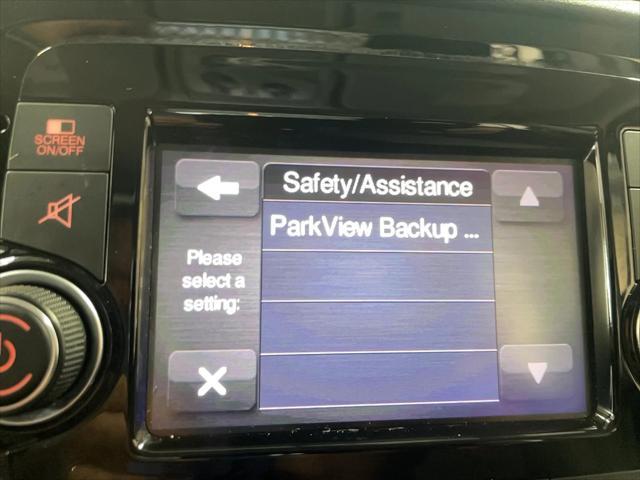 SCREEN
ON/OFF
Safety/Assistance
ParkView Backup ...
Please
select a
setting: